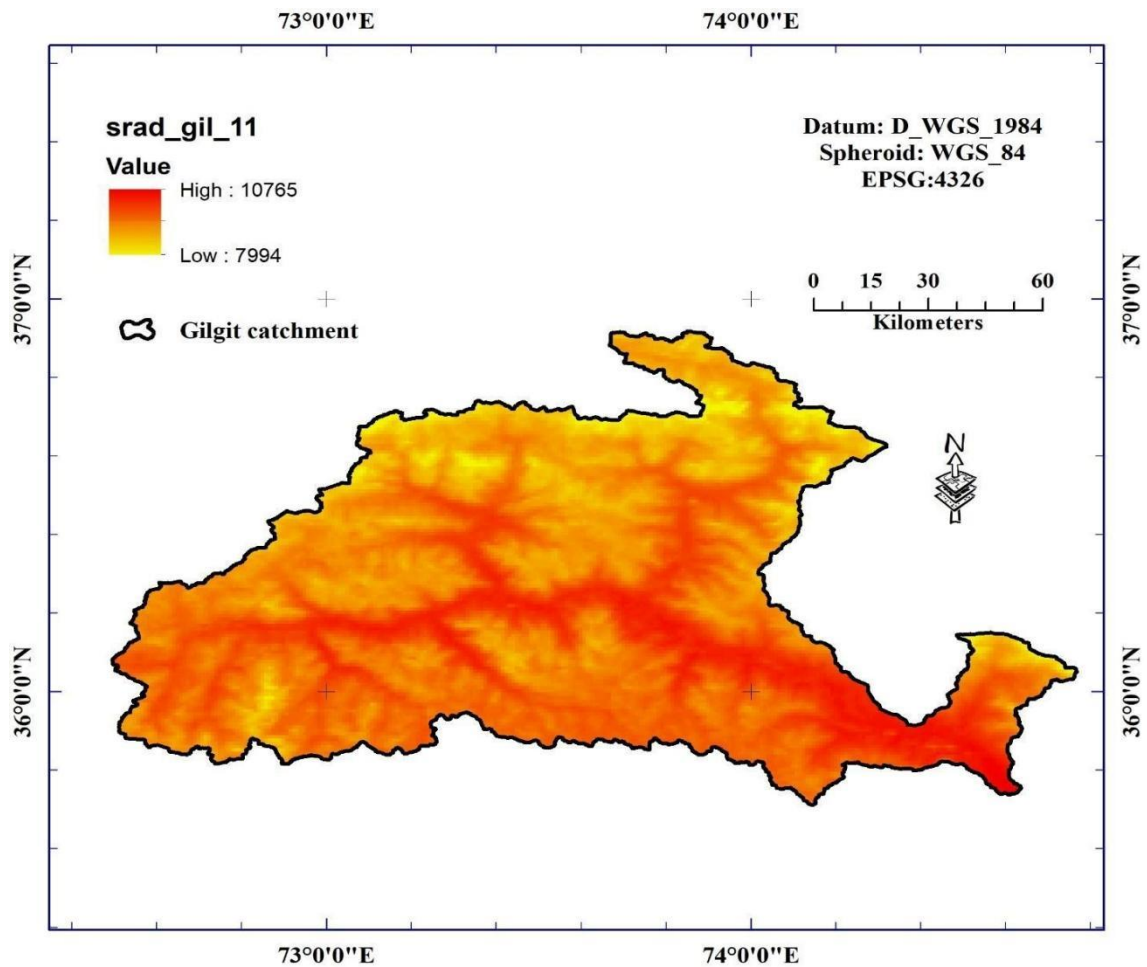 73°0'0"E
74°0'0"E
srad_gil_11
Value
High : 10765
Low : 7994
Gilgit catchment
Datum: D_WGS_1984
Spheroid: WGS_84
EPSG:4326
0 15 30 60
Kilometers
37°0'0"N
37°0'0"N
N
36°0'0"N
36°0'0"N
73°0'0"E
74°0'0"E